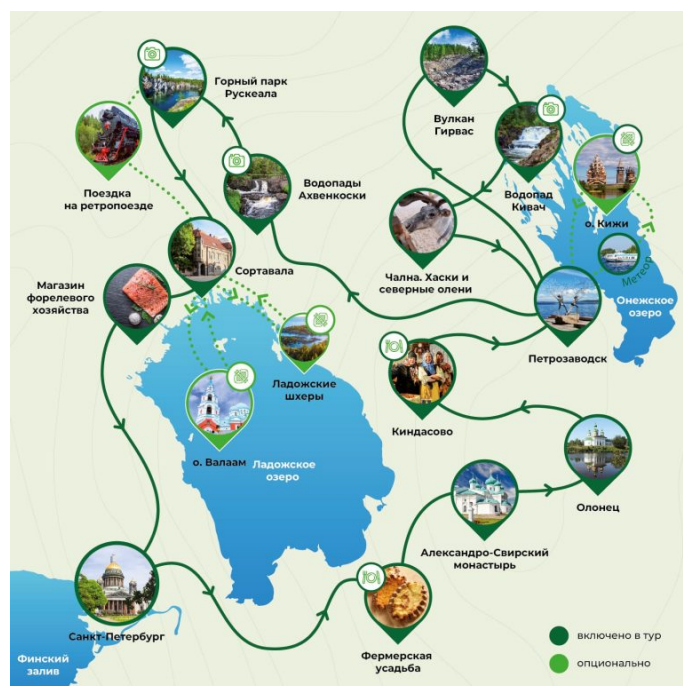 Горный парк
Рускеала
Вулкан
Гирвас
Поездка
на ретропоезде
Водопады
Ахвенкоски
Водопад
Кивач
о. Кижи
Метеор
Сортавала
Чална. Хаски и
северные олени
Онежское
озеро
Магазин
форелевого
хозяйства
Петрозаводск
Ладожские
шхеры
Киндасово
о. Валаам
Ладожское
озеро
Олонец
Александро-Свирский
монастырь
Санкт-Петербург
Финский
залив
Фермерская
усадьба
включено в тур
опционально